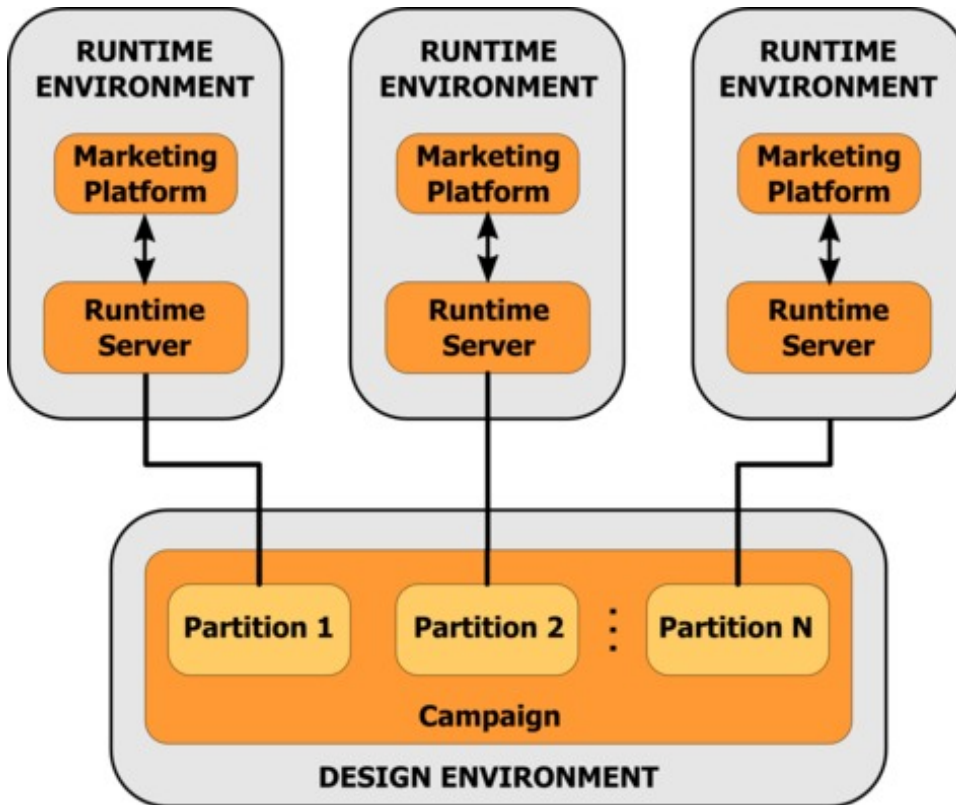 RUNTIME
ENVIRONMENT
Marketing
Platform
Runtime
Server
RUNTIME
ENVIRONMENT
Marketing
Platform
Runtime
Server
RUNTIME
ENVIRONMENT
Marketing
Platform
Runtime
Server
Partition 1
Partition 2
Partition N
Campaign
DESIGN ENVIRONMENT